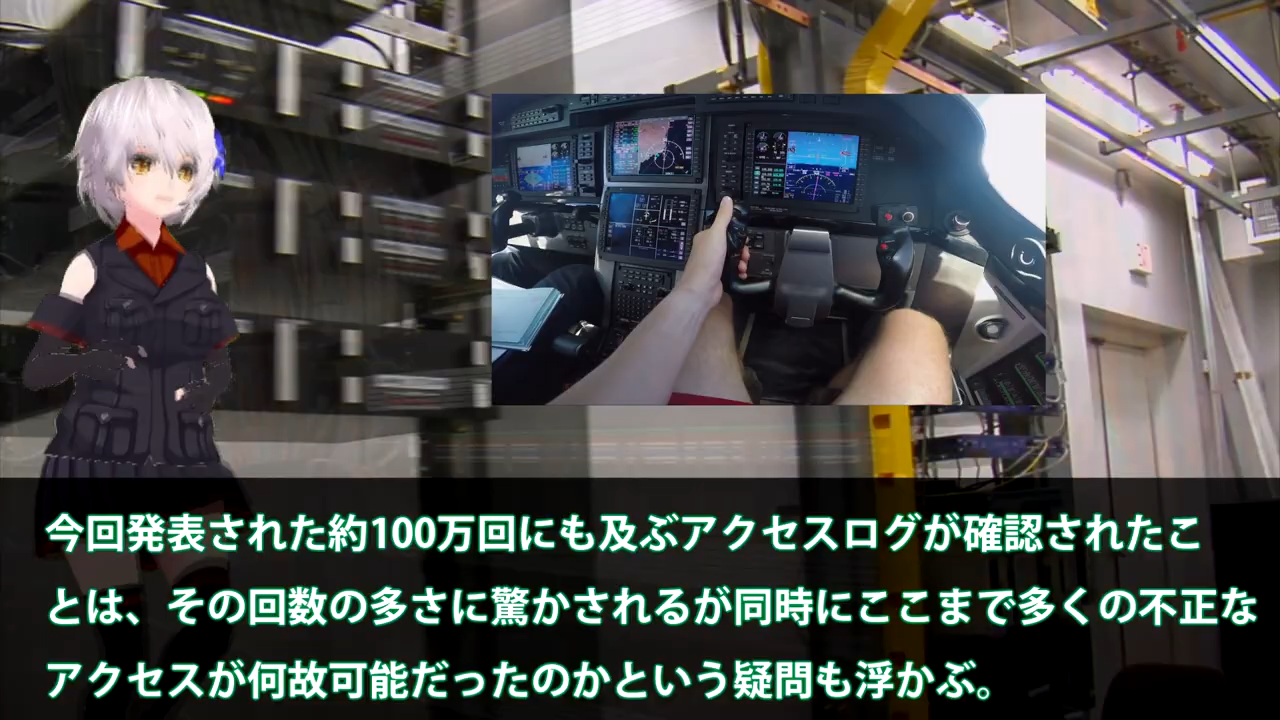 今回発表された約100万回にも及ぶアクセスログが確認されたこ
とは、その回数の多さに驚かされるが同時にここまで多くの不正な
アクセスが何故可能だったのかという疑問も浮かぶ。